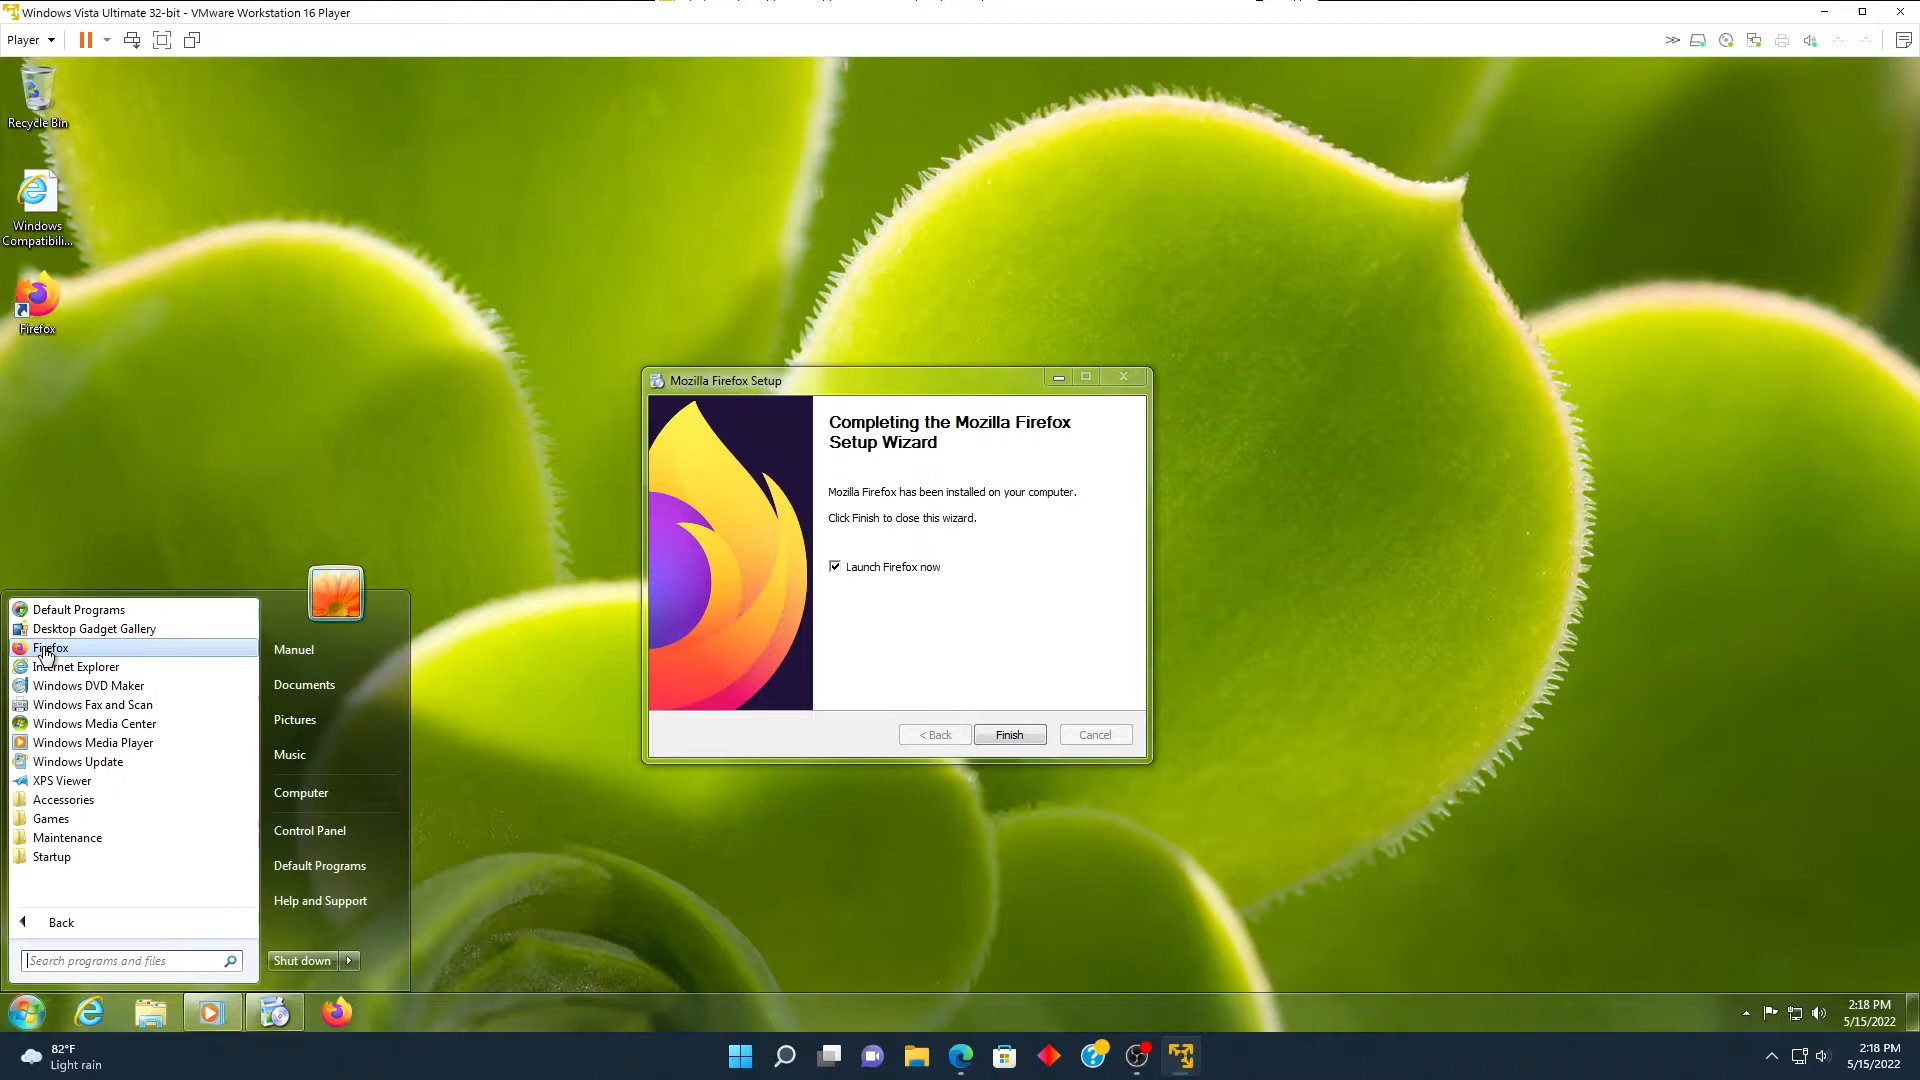 Windows Vista Ultimate 32-bit - VMware Workstation 16 Player
Player
Recycle Bin
Windows
Compatibili...
Firefox
Mozilla Firefox Setup
Completing the Mozilla Firefox
Setup Wizard
Mozilla Firefox has been installed on your computer.
Click Finish to close this wizard.
Launch Firefox now
< Back
Finish
Cancel
Default Programs
Desktop Gadget Gallery
Firefox
Internet Explorer
Windows DVD Maker
Windows Fax and Scan
Windows Media Center
Windows Media Player
Windows Update
XPS Viewer
Accessories
Games
Maintenance
Startup
Back
Search programs and files
Manuel
Documents
Pictures
Music
Computer
Control Panel
Default Programs
Help and Support
Shut down
2:18 PM
5/15/2022
82°F
Light rain
2:18 PM
5/15/2022